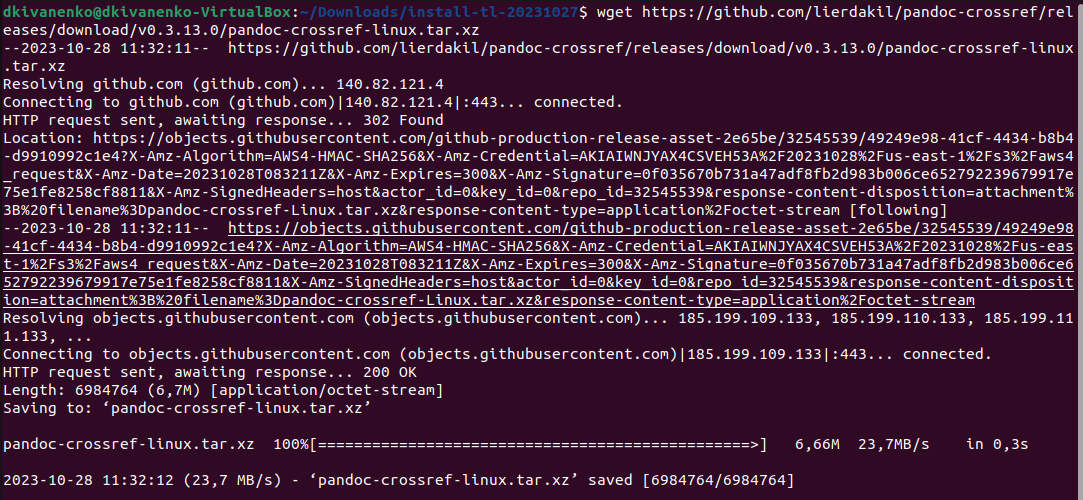 dkivanenko@dkivanenko-VirtualBox:~/Downloads/install-tl-20231027$ wget https://github.com/lierdakil/pandoc-crossref/rel
eases/download/v0.3.13.0/pandoc-crossref-linux.tar.xz
--2023-10-28 11:32:11--  https://github.com/lierdakil/pandoc-crossref/releases/download/v0.3.13.0/pandoc-crossref-linux
.tar.xz
Resolving github.com (github.com)... 140.82.121.4
Connecting to github.com (github.com)|140.82.121.4|:443... connected.
HTTP request sent, awaiting response... 302 Found
Location: https://objects.githubusercontent.com/github-production-release-asset-2e65be/32545539/49249e98-41cf-4434-b8b4
-d9910992c1e4?X-Amz-Algorithm=AWS4-HMAC-SHA256&X-Amz-Credential=AKIAIWNJYAX4CSVEH53A%2F20231028%2Fus-east-1%2Fs3%2Faws4
_request&X-Amz-Date=20231028T083211Z&X-Amz-Expires=300&X-Amz-Signature=0f035670b731a47adf8fb2d983b006ce652792239679917e
75e1fe8258cf8811&X-Amz-SignedHeaders=host&actor_id=0&key_id=0&repo_id=32545539&response-content-disposition=attachment%
3B%20filename%3Dpandoc-crossref-Linux.tar.xz&response-content-type=application%2Foctet-stream [following]
--2023-10-28 11:32:11--  https://objects.githubusercontent.com/github-production-release-asset-2e65be/32545539/49249e98
-41cf-4434-b8b4-d9910992c1e4?X-Amz-Algorithm=AWS4-HMAC-SHA256&X-Amz-Credential=AKIAIWNJYAX4CSVEH53A%2F20231028%2Fus-eas
t-1%2Fs3%2Faws4_request&X-Amz-Date=20231028T083211Z&X-Amz-Expires=300&X-Amz-Signature=0f035670b731a47adf8fb2d983b006ce6
52792239679917e75e1fe8258cf8811&X-Amz-SignedHeaders=host&actor_id=0&key_id=0&repo_id=32545539&response-content-disposit
ion=attachment%3B%20filename%3Dpandoc-crossref-Linux.tar.xz&response-content-type=application%2Foctet-stream
Resolving objects.githubusercontent.com (objects.githubusercontent.com)... 185.199.109.133, 185.199.110.133, 185.199.11
1.133, ...
Connecting to objects.githubusercontent.com (objects.githubusercontent.com)|185.199.109.133|:443... connected.
HTTP request sent, awaiting response... 200 OK
Length: 6984764 (6,7M) [application/octet-stream]
Saving to: ‘pandoc-crossref-linux.tar.xz’
pandoc-crossref-linux.tar.xz  100%[================================================>]   6,66M  23,7MB/s    in 0,3s
2023-10-28 11:32:12 (23,7 MB/s) - ‘pandoc-crossref-linux.tar.xz’ saved [6984764/6984764]